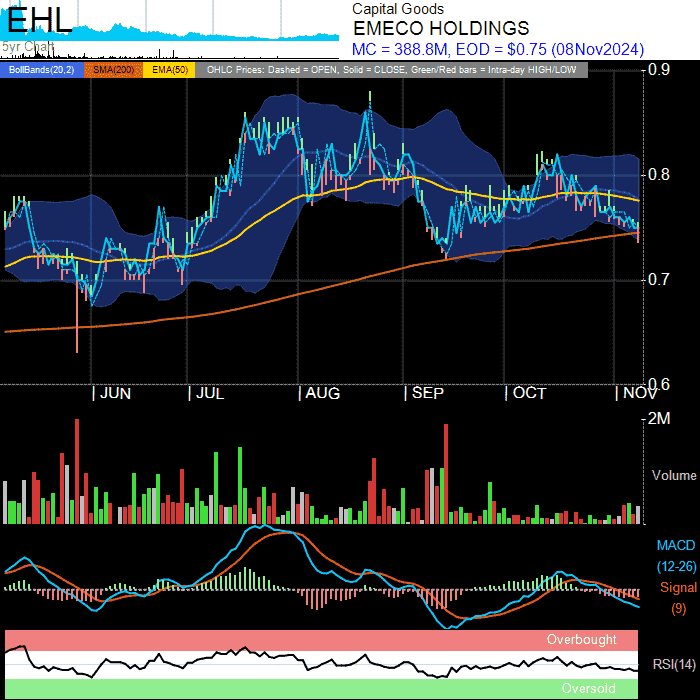 EHL
5yr Chart
Capital Goods
EMECO HOLDINGS
MC = 388.8M, EOD = $0.75 (08Nov2024)
BollBands(20,2) SMA(200) EMA(50) OHLC Prices: Dashed = OPEN, Solid = CLOSE, Green/Red bars = Intra-day HIGH/LOW
0.9
0.8
0.7
0.6
JUN JUL AUG SEP OCT NOV
2M
Volume
MACD
(12-26)
Signal
(9)
Overbought
RSI(14)
Oversold